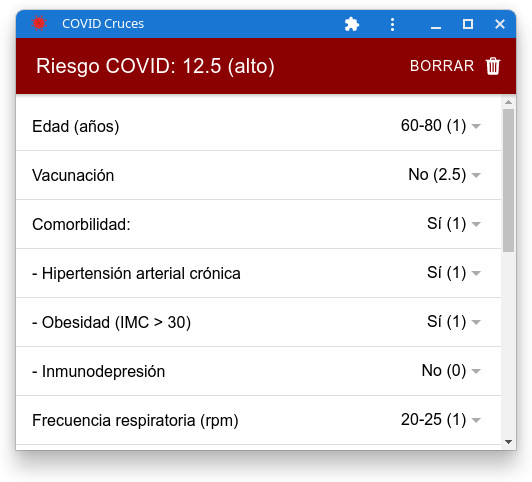 COVID Cruces
Riesgo COVID: 12.5 (alto) BORRAR
Edad (años) 60-80 (1)
Vacunación No (2.5)
Comorbilidad: Sí (1)
- Hipertensión arterial crónica Sí (1)
- Obesidad (IMC > 30) Sí (1)
- Inmunodepresión No (0)
Frecuencia respiratoria (rpm) 20-25 (1)